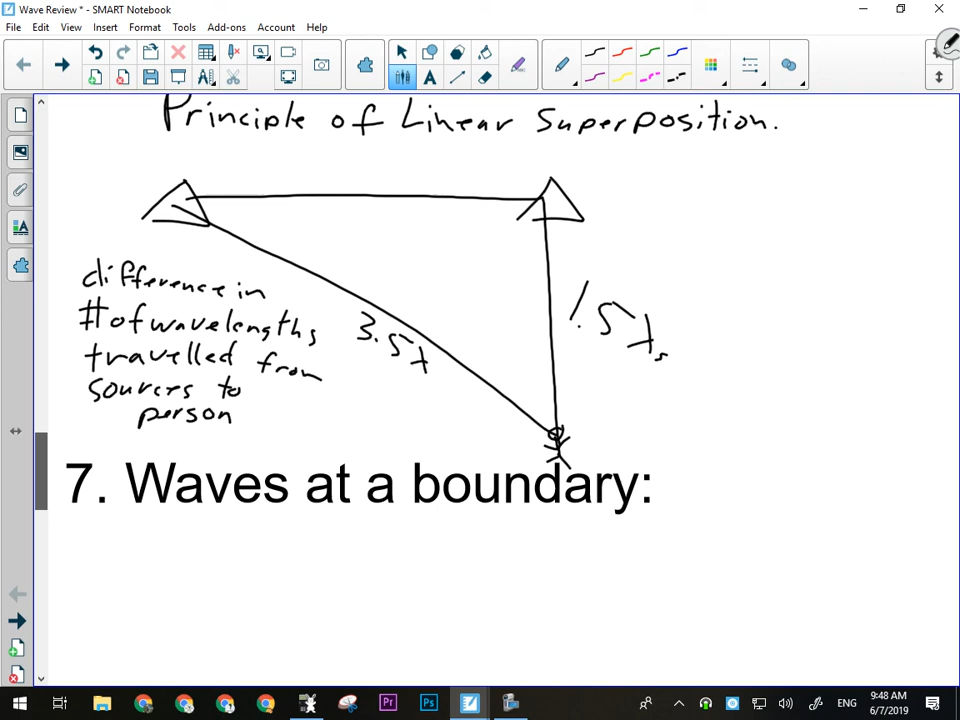 Wave Review * - SMART Notebook
File Edit View Insert Format Tools Add-ons Account Help
Principle of Linear Superposition.
difference in
# of wavelengths
travelled from
sources to
person
3.5λ
1.5λs
7. Waves at a boundary:
ENG
9:48 AM
6/7/2019